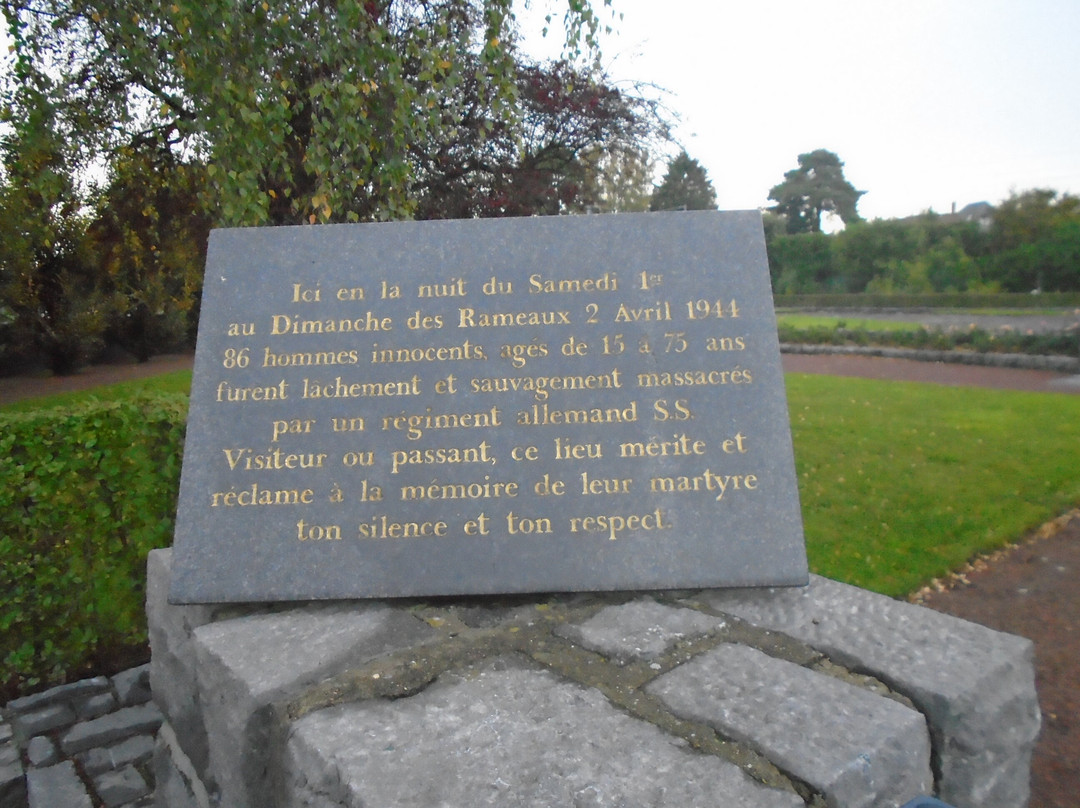 Ici en la nuit du Samedi 1er
au Dimanche des Rameaux 2 Avril 1944
86 hommes innocents, agés de 15 à 75 ans
furent lâchement et sauvagement massacrés
par un régiment allemand S.S.
Visiteur ou passant, ce lieu mérite et
réclame à la mémoire de leur martyre
ton silence et ton respect.